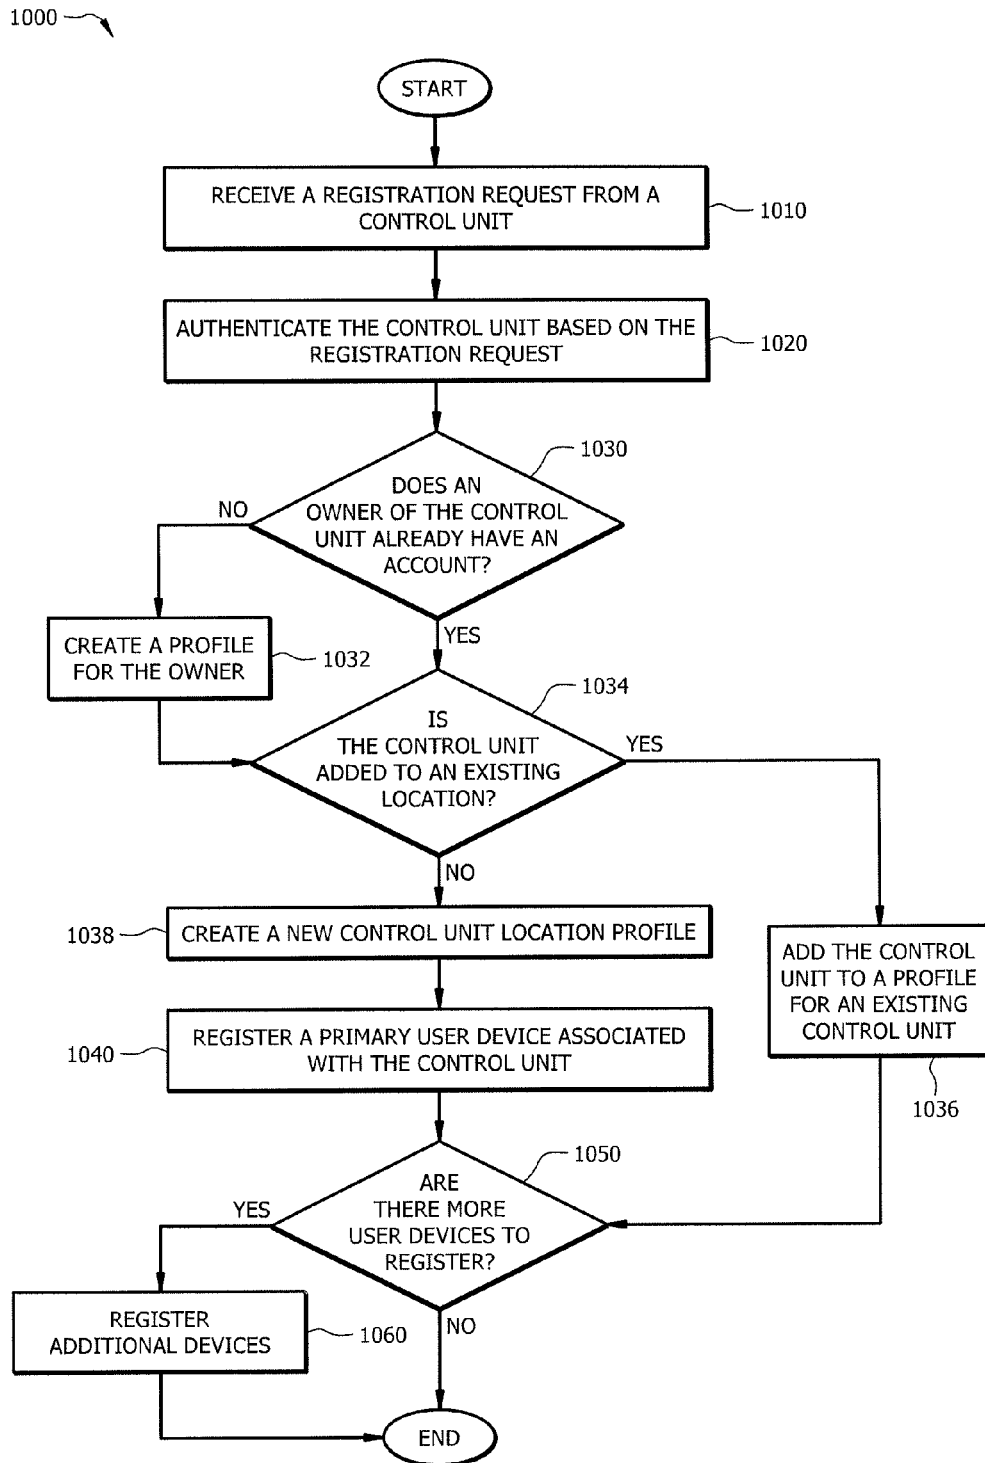 1000
START
RECEIVE A REGISTRATION REQUEST FROM A
CONTROL UNIT
1010
AUTHENTICATE THE CONTROL UNIT BASED ON THE
REGISTRATION REQUEST
1020
1030
DOES AN
OWNER OF THE CONTROL
UNIT ALREADY HAVE AN
ACCOUNT?
NO
YES
CREATE A PROFILE
FOR THE OWNER
1032
1034
IS
THE CONTROL UNIT
ADDED TO AN EXISTING
LOCATION?
YES
NO
1038
CREATE A NEW CONTROL UNIT LOCATION PROFILE
ADD THE CONTROL
UNIT TO A PROFILE
FOR AN EXISTING
CONTROL UNIT
1036
1040
REGISTER A PRIMARY USER DEVICE ASSOCIATED
WITH THE CONTROL UNIT
1050
ARE
THERE MORE
USER DEVICES TO
REGISTER?
YES
NO
REGISTER
ADDITIONAL DEVICES
1060
END